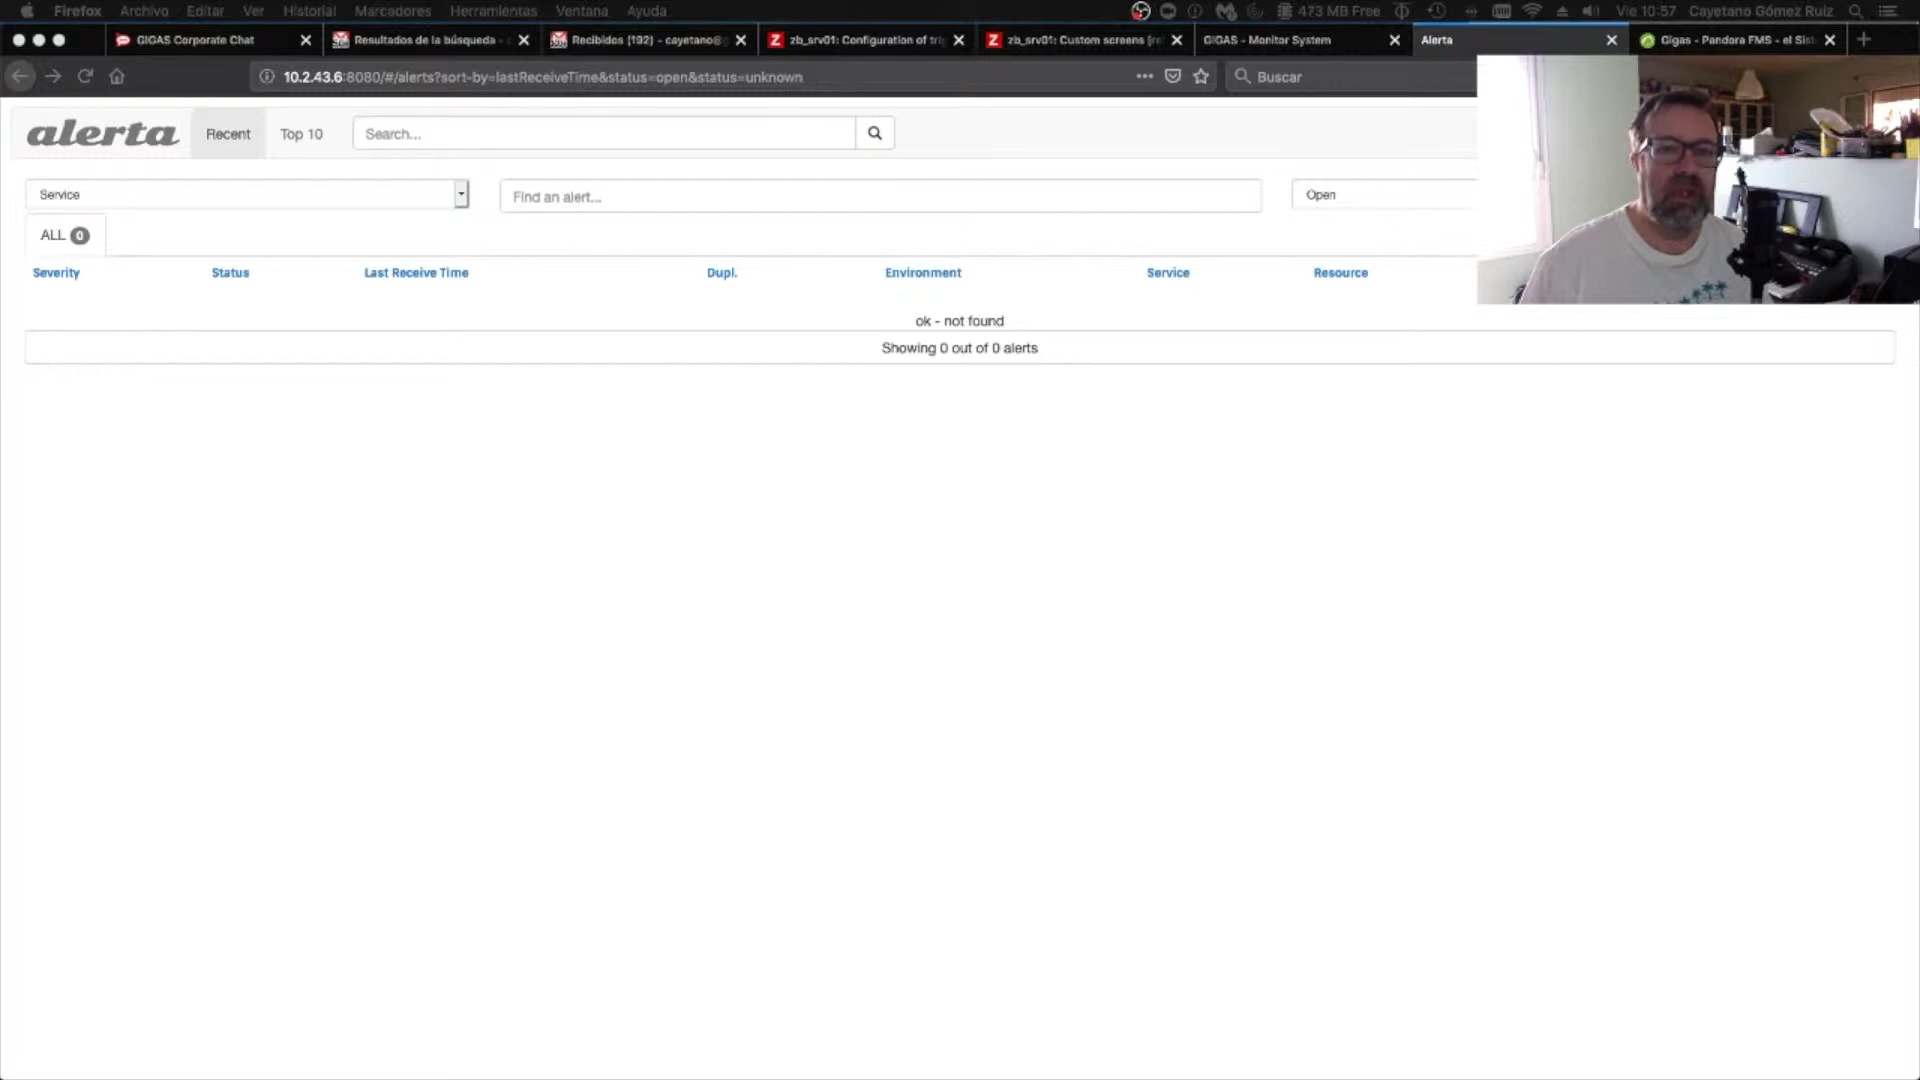 Firefox Archivo Editar Ver Historial Marcadores Herramientas Ventana Ayuda 473 MB Free Vie 10:57 Cayetano Gómez Ruiz
GIGAS Corporate Chat
Resultados de la búsqueda -
Recibidos (192) - cayetano@
zb_srv01: Configuration of tri
zb_srv01: Custom screens [re
GIGAS - Monitor System
Alerta
Gigas - Pandora FMS - el Sis
10.2.43.6:8080/#/alerts?sort-by=lastReceiveTime&status=open&status=unknown
Buscar
alerta Recent Top 10 Search...
Service Find an alert... Open
ALL 0
Severity Status Last Receive Time Dupl. Environment Service Resource
ok - not found
Showing 0 out of 0 alerts